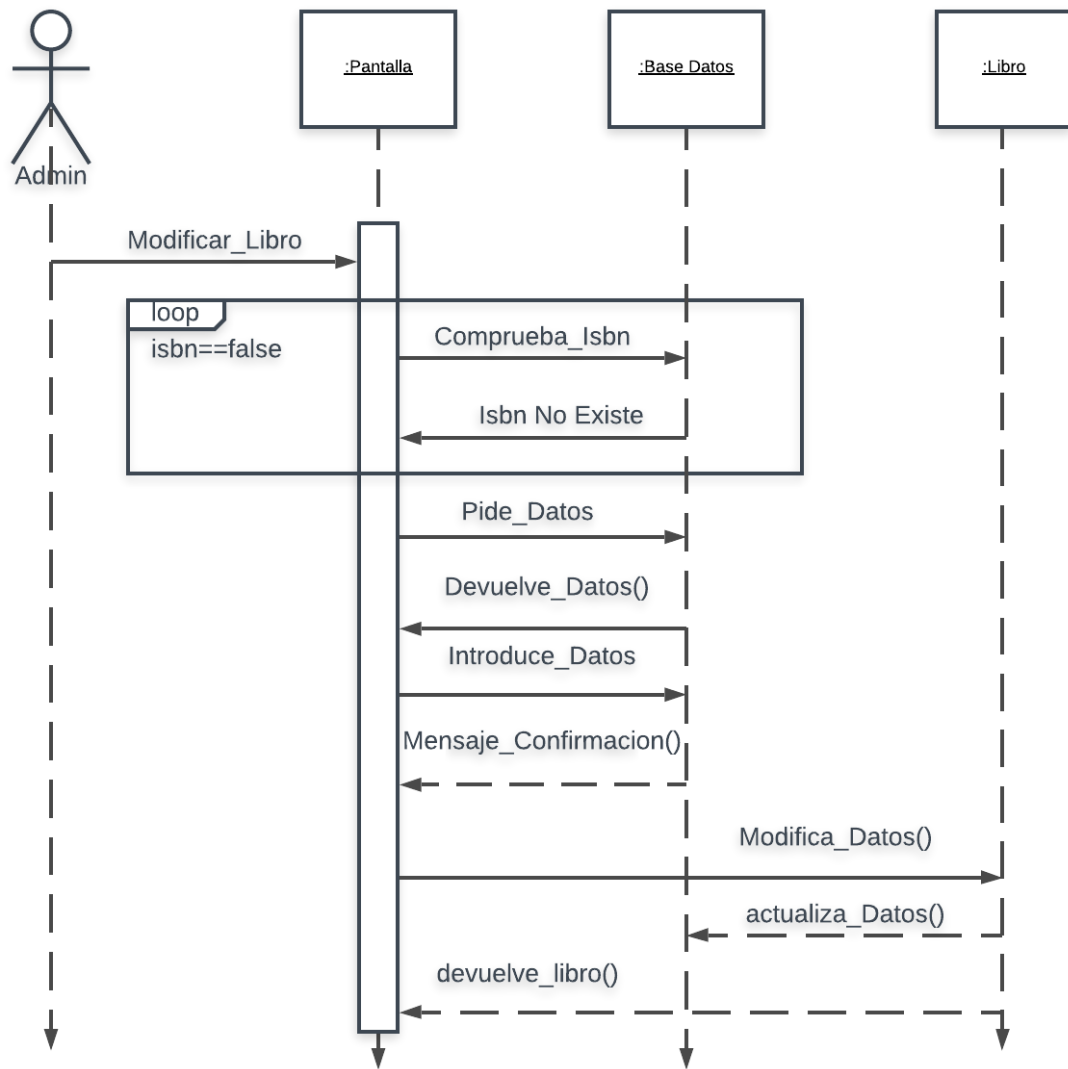 :Pantalla
:Base Datos
:Libro
Admin
Modificar_Libro
loop
isbn==false
Comprueba_Isbn
Isbn No Existe
Pide_Datos
Devuelve_Datos()
Introduce_Datos
Mensaje_Confirmacion()
Modifica_Datos()
actualiza_Datos()
devuelve_libro()